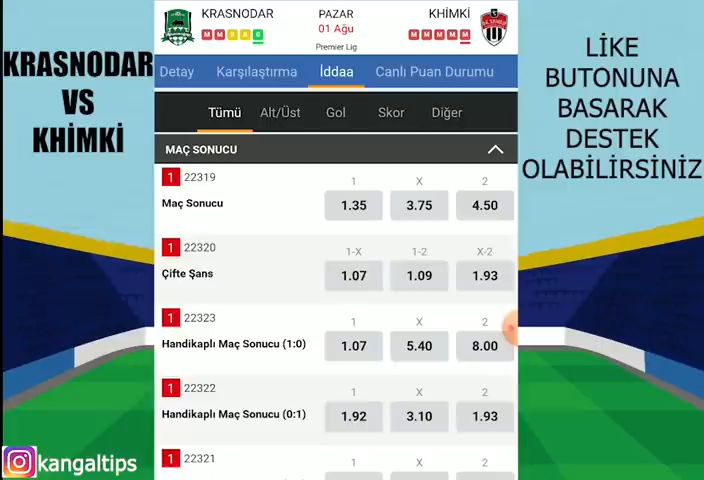 KRASNODAR
VS
KHİMKİ
KRASNODAR
M M B B G
PAZAR
01 Ağu
Premier Lig
KHİMKİ
M M M M M
Detay Karşılaştırma İddaa Canlı Puan Durumu
Tümü Alt/Üst Gol Skor Diğer
MAÇ SONUCU
1 22319 1 X 2
Maç Sonucu 1.35 3.75 4.50
1 22320 1-X 1-2 X-2
Çifte Şans 1.07 1.09 1.93
1 22323 1 X 2
Handikaplı Maç Sonucu (1:0) 1.07 5.40 8.00
1 22322 1 X 2
Handikaplı Maç Sonucu (0:1) 1.92 3.10 1.93
1 22321 1 X 2
LİKE
BUTONUNA
BASARAK
DESTEK
OLABİLİRSİNİZ
kangaltips